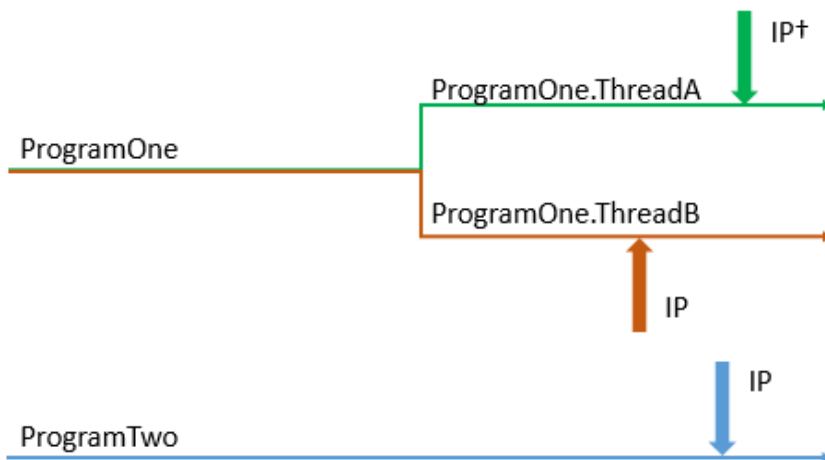 IP†
ProgramOne.ThreadA
ProgramOne
ProgramOne.ThreadB
IP
IP
ProgramTwo